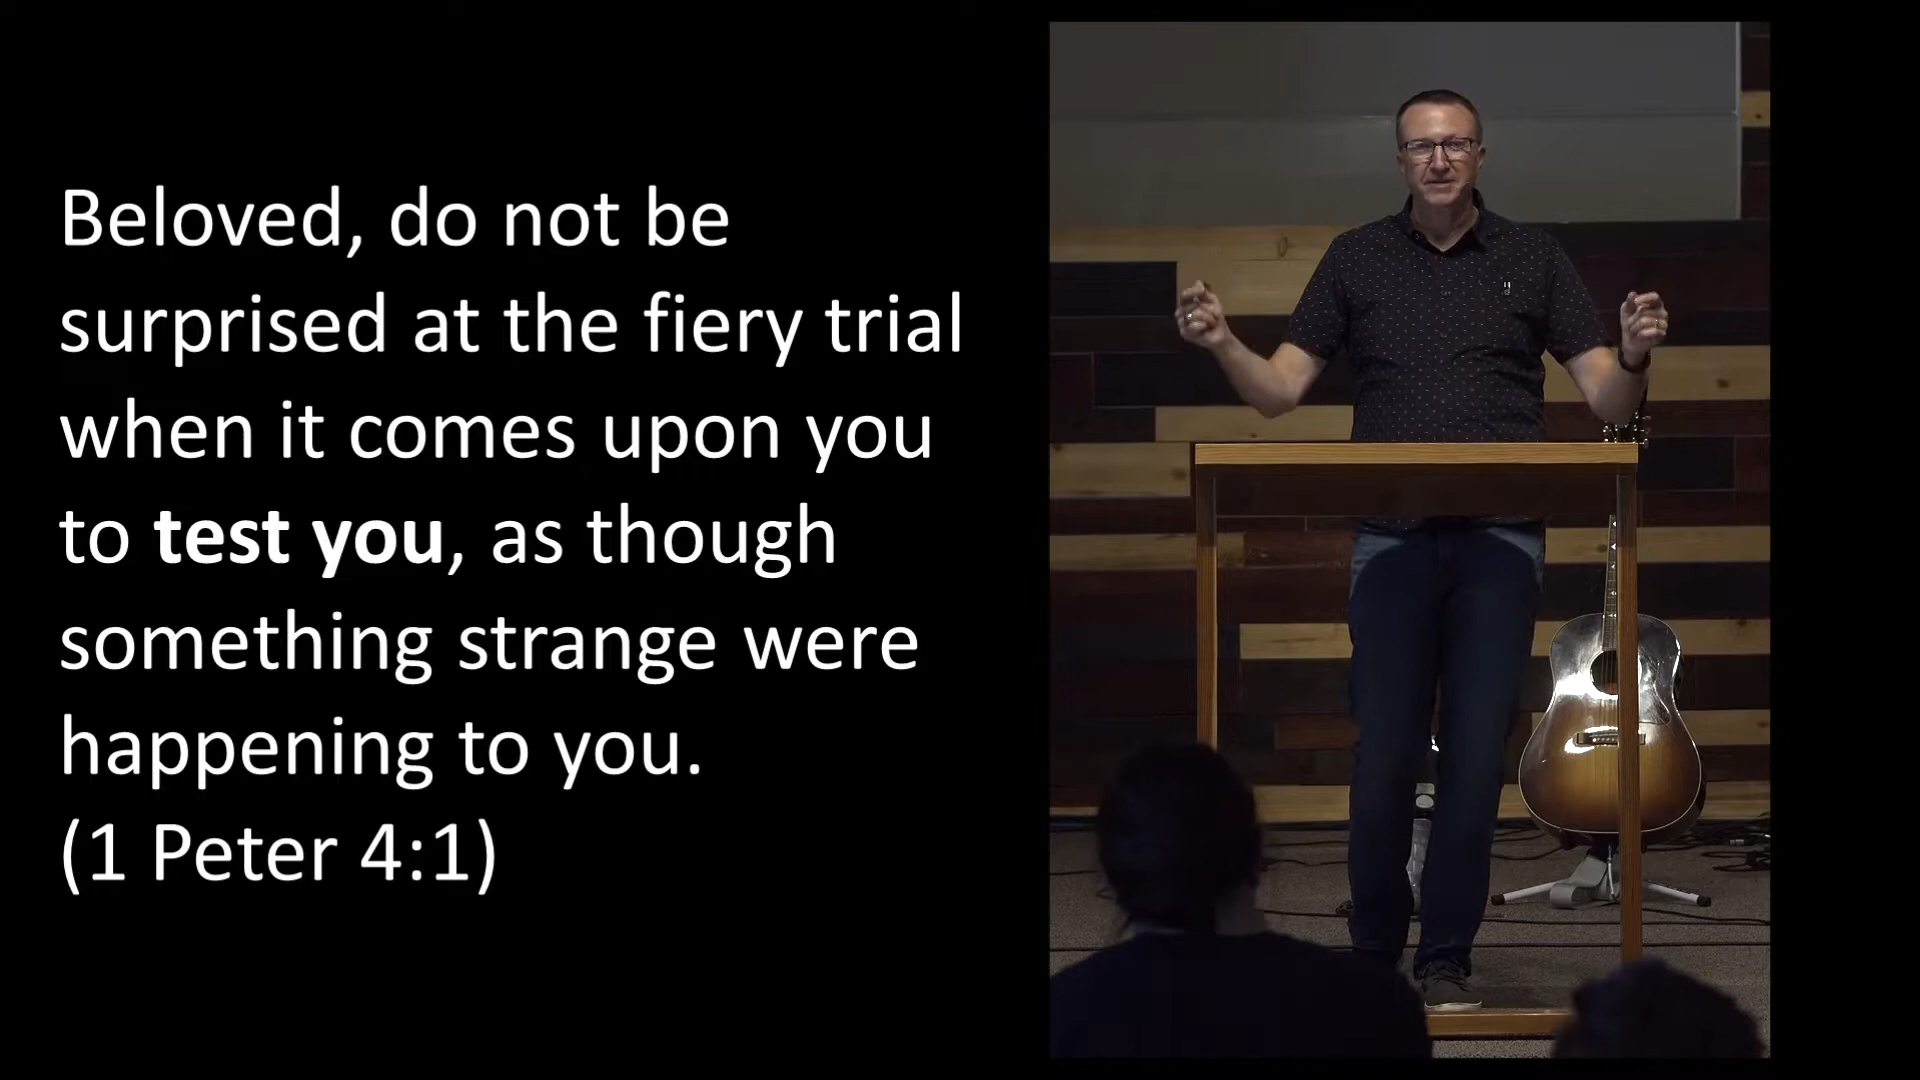 Beloved, do not be
surprised at the fiery trial
when it comes upon you
to test you, as though
something strange were
happening to you.
(1 Peter 4:1)